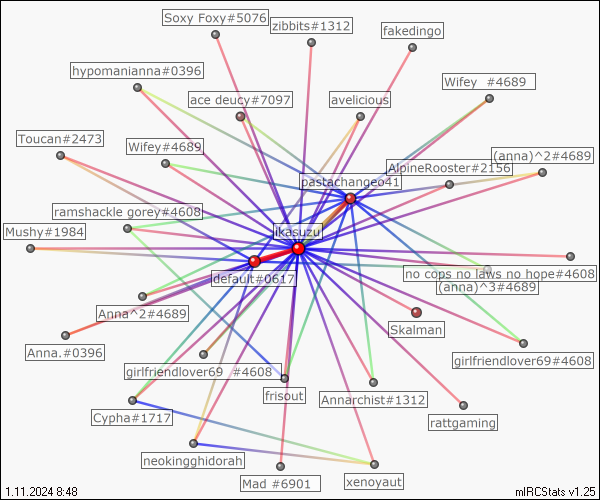 Soxy Foxy#5076
zibbits#1312
fakedingo
hypomanianna#0396
Wifey  #4689
ace deucy#7097
avelicious
Toucan#2473
Wifey#4689
(anna)^2#4689
AlpineRooster#2156
pastachangeo41
ramshackle gorey#4608
Mushy#1984
ikasuzu
no cops no laws no hope#4608
default#0617
(anna)^3#4689
Anna^2#4689
Skalman
Anna.#0396
girlfriendlover69#4608
girlfriendlover69  #4608
frisout
Annarchist#1312
Cypha#1717
rattgaming
neokingghidorah
Mad #6901
xenoyaut
1.11.2024 8:48
mIRCStats v1.25